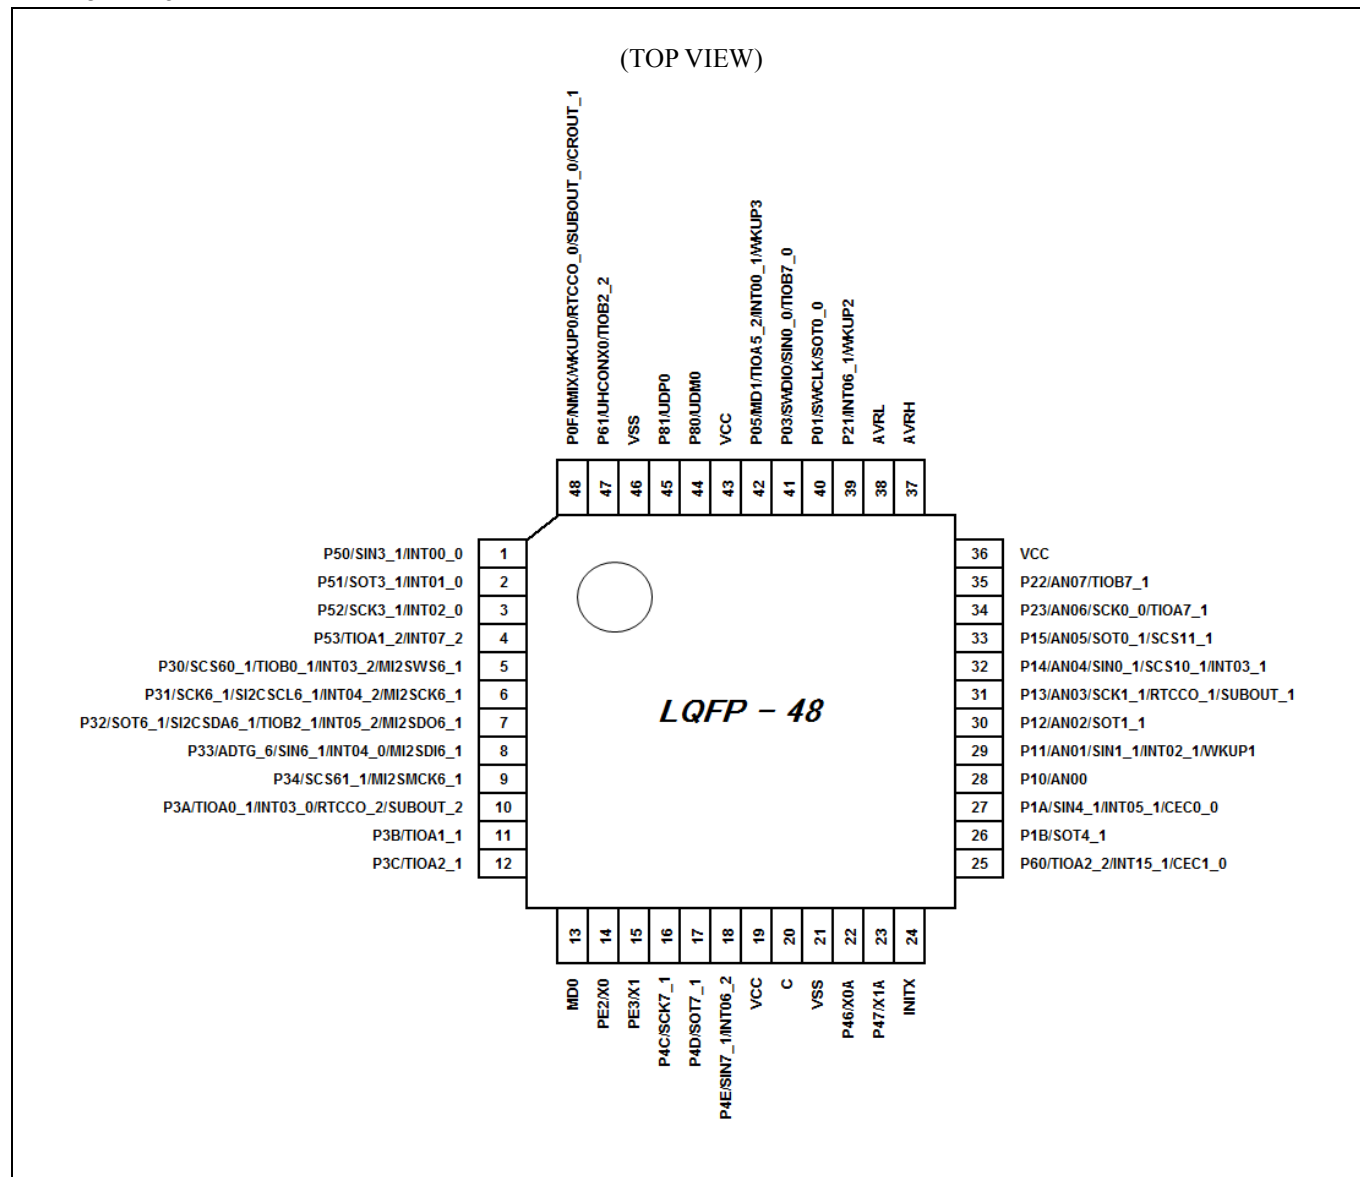 (TOP VIEW)
P0F/NMIX/WKUP0/RTCCO_0/SUBOUT_0/CROUT_1
P61/UHCONX0/TIOB2_2
VSS
P81/UDP0
P80/UDM0
VCC
P05/MD1/TIOA5_2/INT00_1/WKUP3
P03/SWDIO/SIN0_0/TIOB7_0
P01/SWCLK/SOT0_0
P21/INT06_1/WKUP2
AVRL
AVRH
48 47 46 45 44 43 42 41 40 39 38 37
P50/SIN3_1/INT00_0 1
P51/SOT3_1/INT01_0 2
P52/SCK3_1/INT02_0 3
P53/TIOA1_2/INT07_2 4
P30/SCS60_1/TIOB0_1/INT03_2/MI2SWS6_1 5
P31/SCK6_1/SI2CSCL6_1/INT04_2/MI2SCK6_1 6
P32/SOT6_1/SI2CSDA6_1/TIOB2_1/INT05_2/MI2SDO6_1 7
P33/ADTG_6/SIN6_1/INT04_0/MI2SDI6_1 8
P34/SCS61_1/MI2SMCK6_1 9
P3A/TIOA0_1/INT03_0/RTCCO_2/SUBOUT_2 10
P3B/TIOA1_1 11
P3C/TIOA2_1 12
LQFP - 48
36 VCC
35 P22/AN07/TIOB7_1
34 P23/AN06/SCK0_0/TIOA7_1
33 P15/AN05/SOT0_1/SCS11_1
32 P14/AN04/SIN0_1/SCS10_1/INT03_1
31 P13/AN03/SCK1_1/RTCCO_1/SUBOUT_1
30 P12/AN02/SOT1_1
29 P11/AN01/SIN1_1/INT02_1/WKUP1
28 P10/AN00
27 P1A/SIN4_1/INT05_1/CEC0_0
26 P1B/SOT4_1
25 P60/TIOA2_2/INT15_1/CEC1_0
13 14 15 16 17 18 19 20 21 22 23 24
MD0
PE2/X0
PE3/X1
P4C/SCK7_1
P4D/SOT7_1
P4E/SIN7_1/INT06_2
VCC
C
VSS
P46/X0A
P47/X1A
INITX